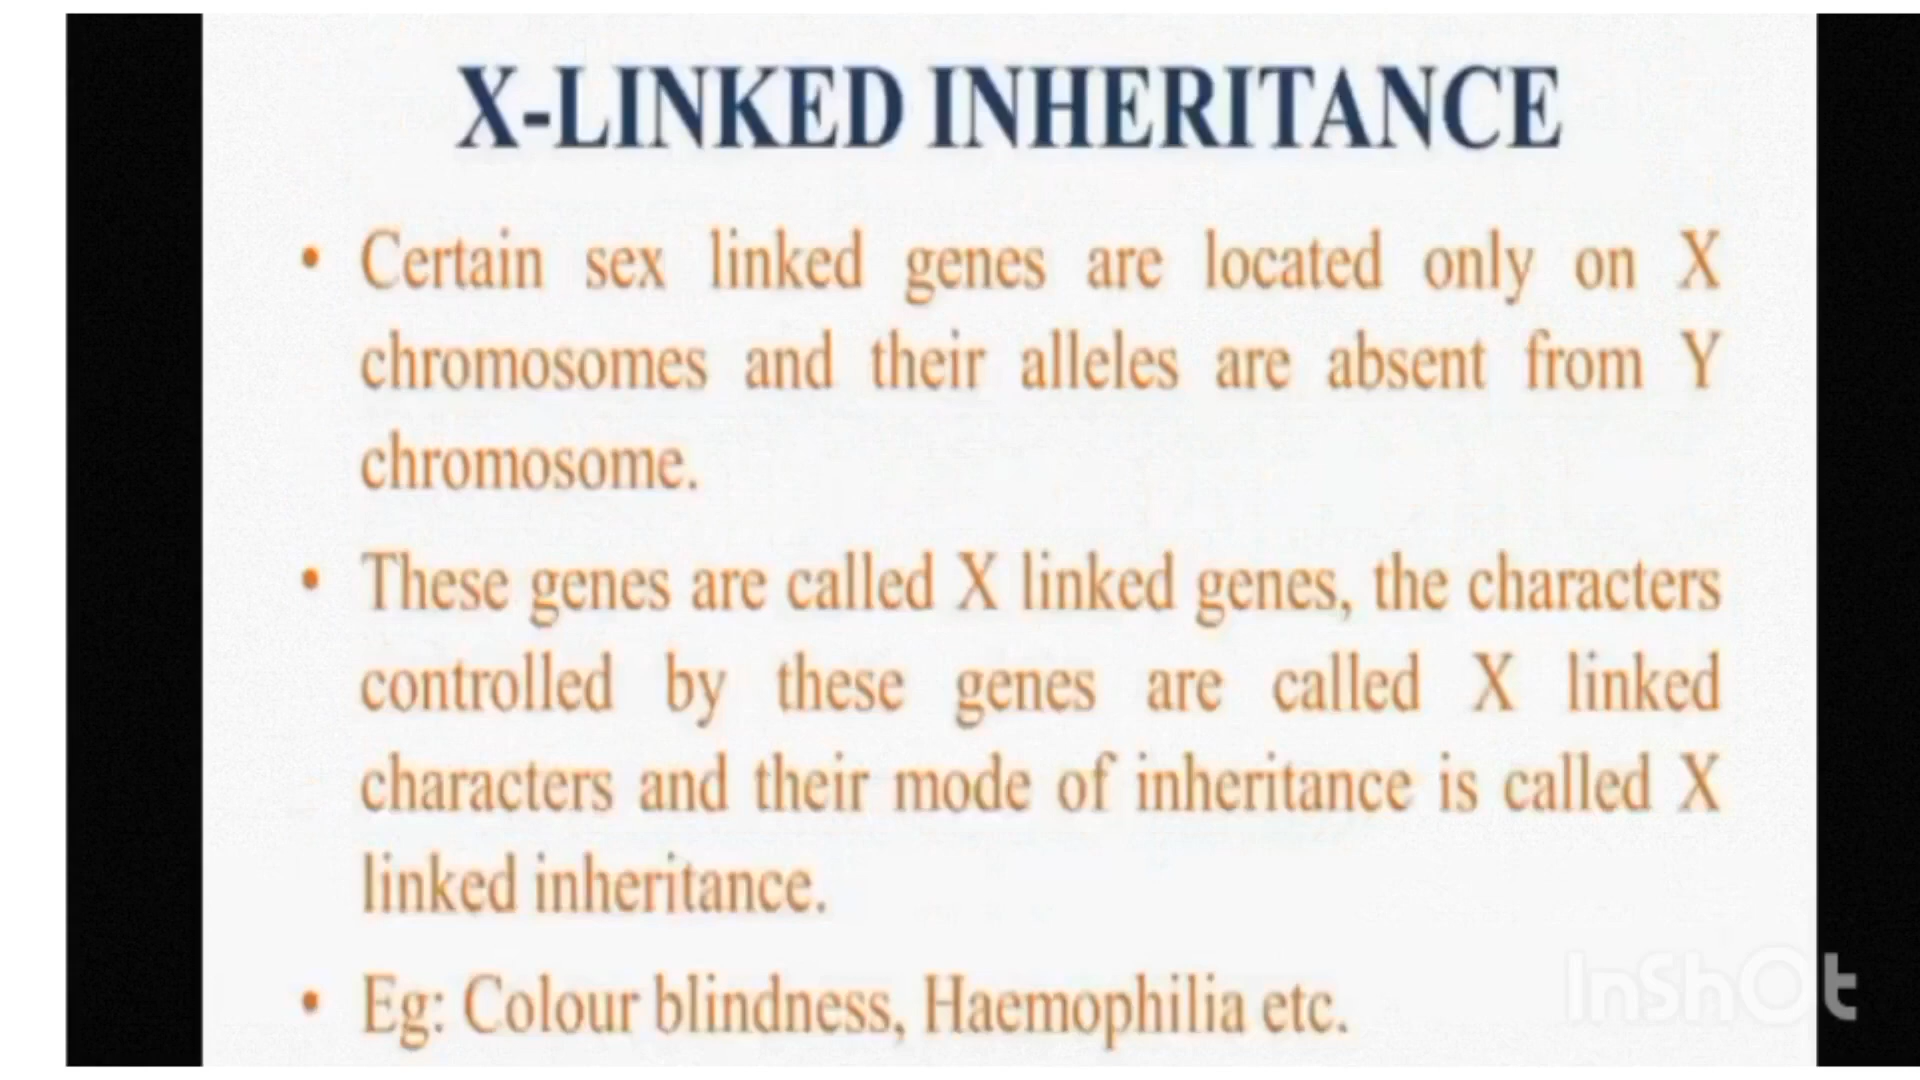 X-LINKED INHERITANCE
• Certain sex linked genes are located only on X
chromosomes and their alleles are absent from Y
chromosome.
• These genes are called X linked genes, the characters
controlled by these genes are called X linked
characters and their mode of inheritance is called X
linked inheritance.
• Eg: Colour blindness, Haemophilia etc.
InShOt